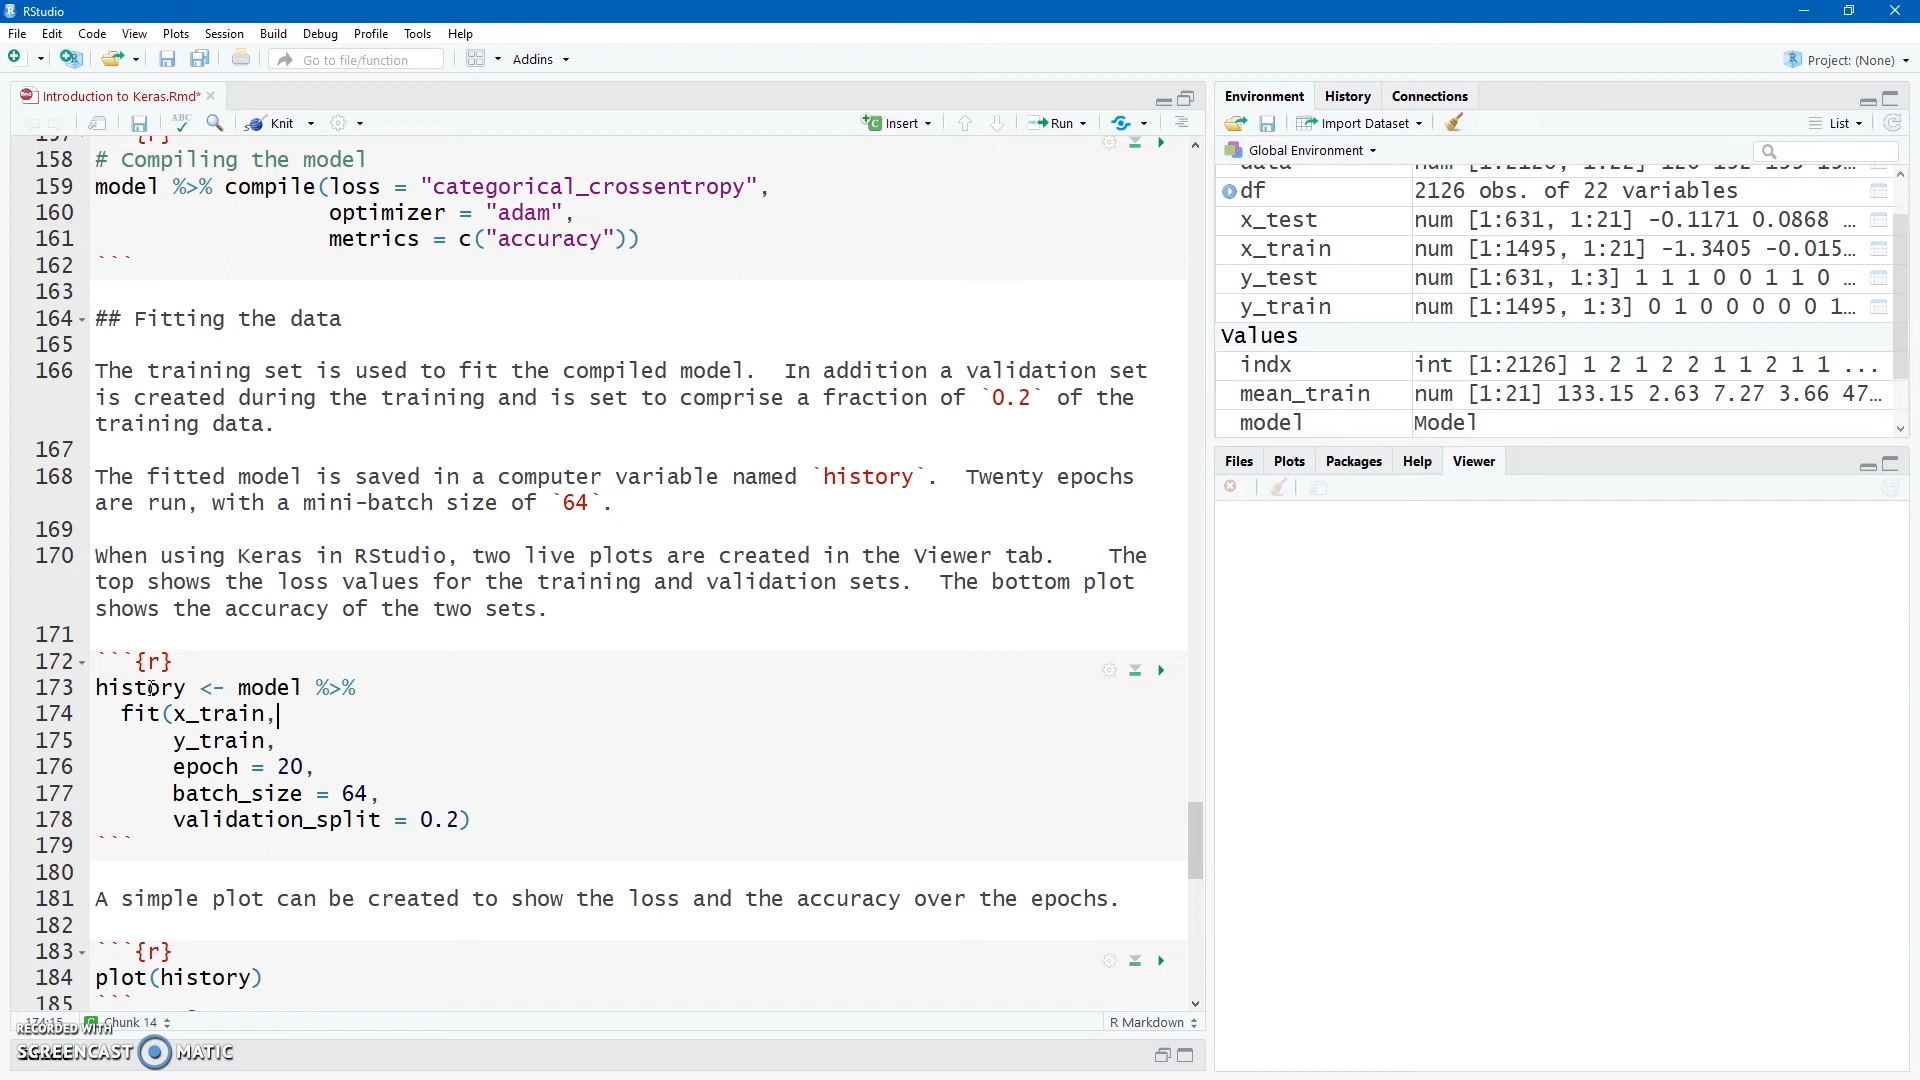 RStudio
File Edit Code View Plots Session Build Debug Profile Tools Help
Go to file/function Addins Project: (None)
Introduction to Keras.Rmd*
ABC Knit Insert Run
158 # Compiling the model
159 model %>% compile(loss = "categorical_crossentropy",
160 optimizer = "adam",
161 metrics = c("accuracy"))
162 ```
163
164 ## Fitting the data
165
166 The training set is used to fit the compiled model. In addition a validation set
is created during the training and is set to comprise a fraction of `0.2` of the
training data.
167
168 The fitted model is saved in a computer variable named `history`. Twenty epochs
are run, with a mini-batch size of `64`.
169
170 When using Keras in RStudio, two live plots are created in the Viewer tab. The
top shows the loss values for the training and validation sets. The bottom plot
shows the accuracy of the two sets.
171
172 ```{r}
173 history <- model %>%
174 fit(x_train,
175 y_train,
176 epoch = 20,
177 batch_size = 64,
178 validation_split = 0.2)
179 ```
180
181 A simple plot can be created to show the loss and the accuracy over the epochs.
182
183 ```{r}
184 plot(history)
185 ```
174:15 Chunk 14 R Markdown
RECORDED WITH
SCREENCAST MATIC
Environment History Connections
Import Dataset List
Global Environment
df 2126 obs. of 22 variables
x_test num [1:631, 1:21] -0.1171 0.0868 ...
x_train num [1:1495, 1:21] -1.3405 -0.015...
y_test num [1:631, 1:3] 1 1 1 0 0 1 1 0 ...
y_train num [1:1495, 1:3] 0 1 0 0 0 0 0 1...
Values
indx int [1:2126] 1 2 1 2 2 1 1 2 1 1 ...
mean_train num [1:21] 133.15 2.63 7.27 3.66 47...
model Model
Files Plots Packages Help Viewer